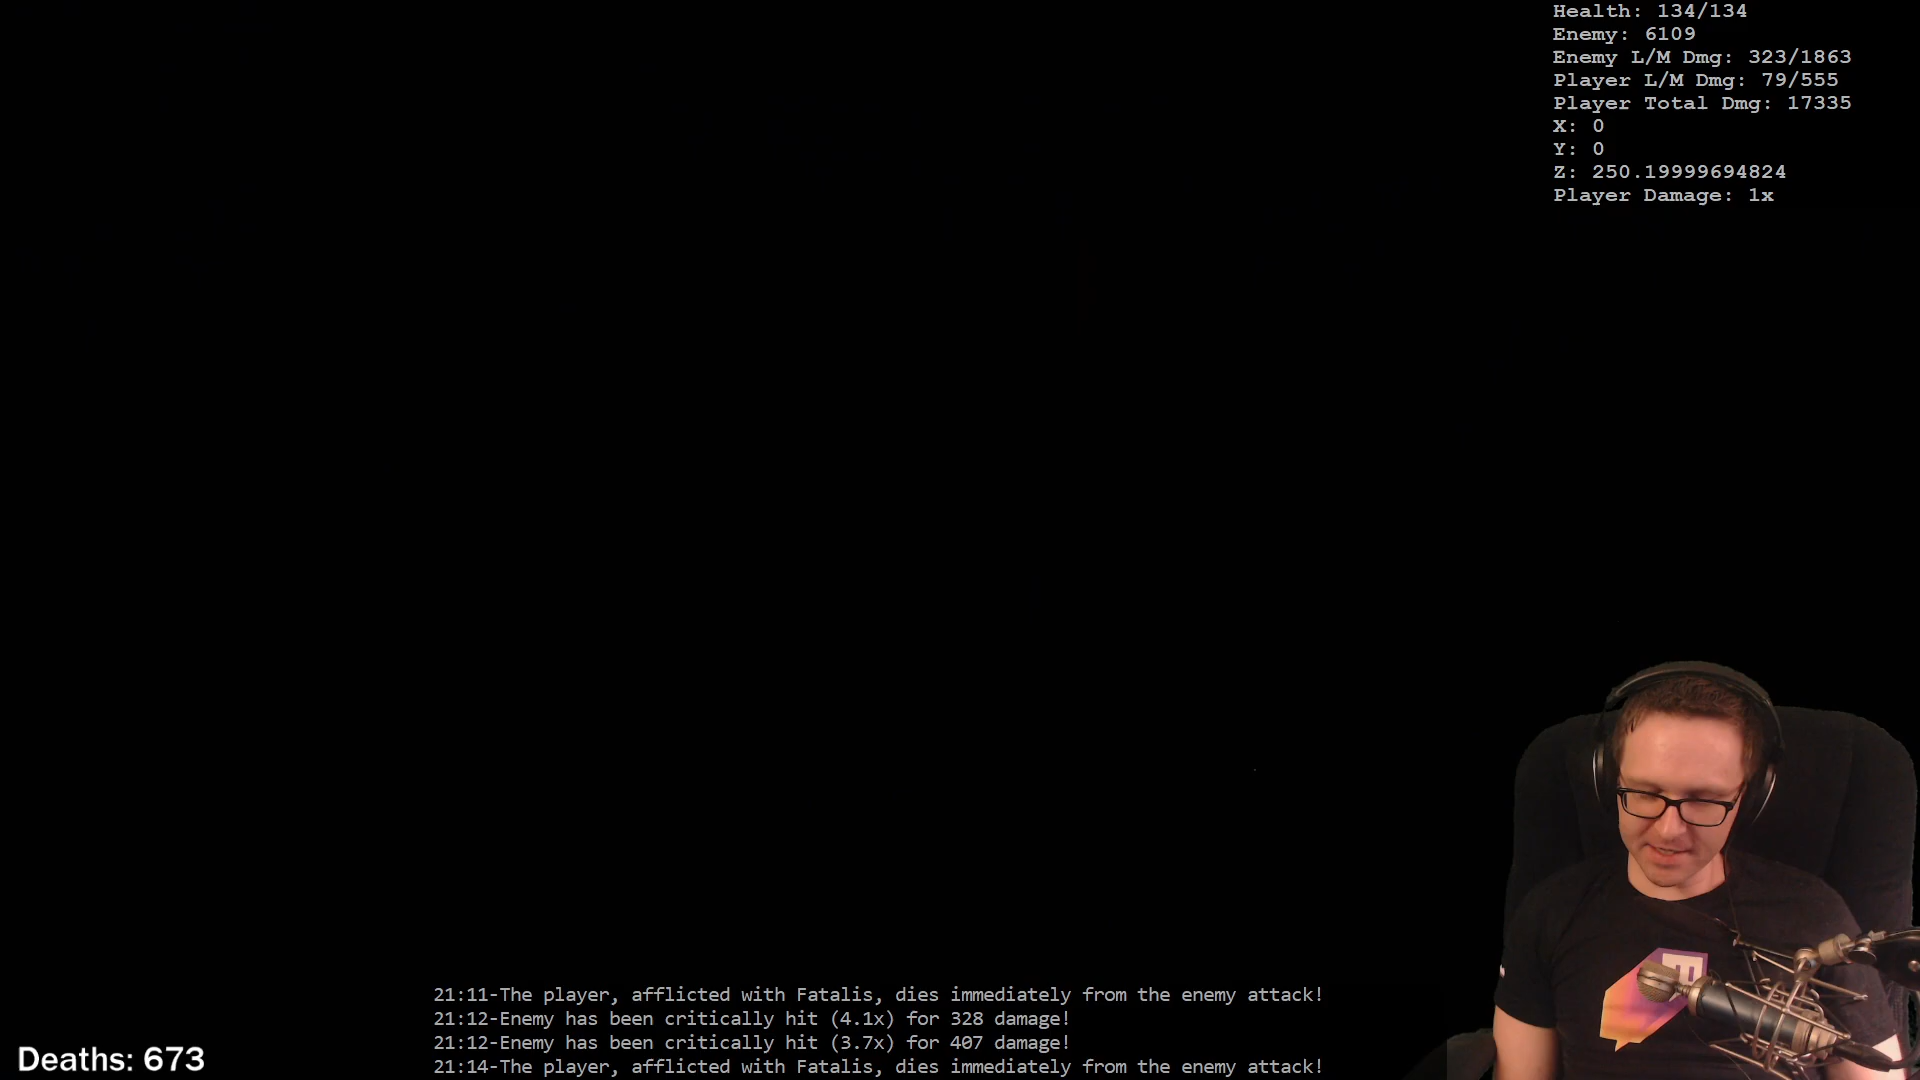 Health: 134/134
Enemy: 6109
Enemy L/M Dmg: 323/1863
Player L/M Dmg: 79/555
Player Total Dmg: 17335
X: 0
Y: 0
Z: 250.19999694824
Player Damage: 1x
21:11-The player, afflicted with Fatalis, dies immediately from the enemy attack!
21:12-Enemy has been critically hit (4.1x) for 328 damage!
21:12-Enemy has been critically hit (3.7x) for 407 damage!
21:14-The player, afflicted with Fatalis, dies immediately from the enemy attack!
Deaths: 673